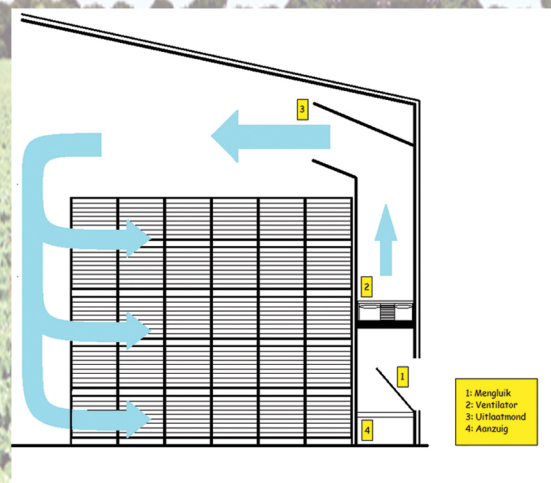 3
2
1
4
1: Mengluik
2: Ventilator
3: Uitlaatmond
4: Aanzuig